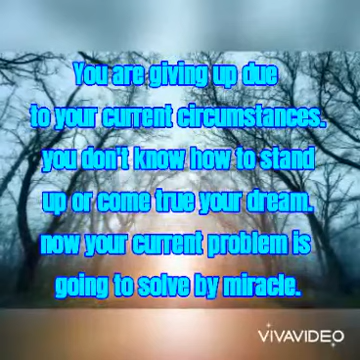 You are giving up due
to your current circumstances.
you don't know how to stand
up or come true your dream.
now your current problem is
going to solve by miracle.
VIVAVIDEO